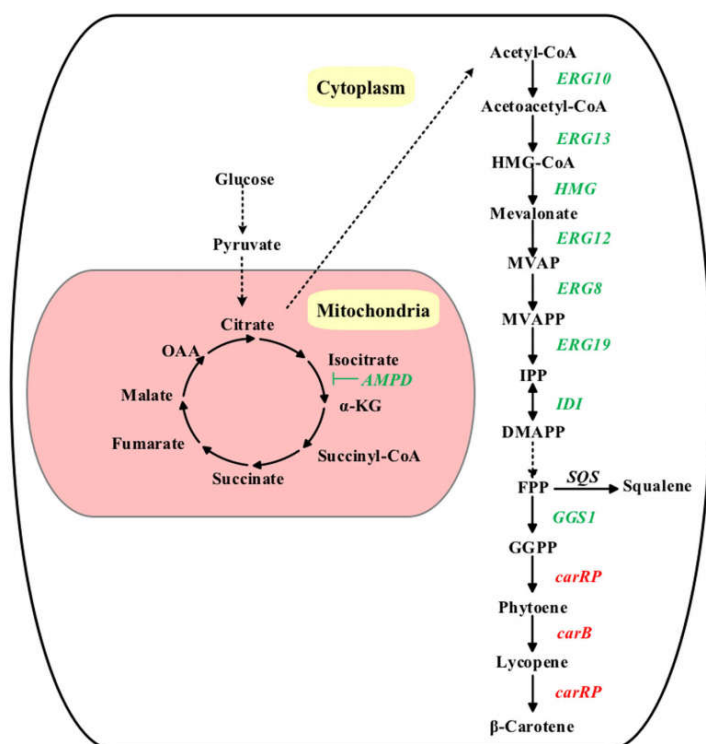 Cytoplasm
Glucose
Pyruvate
Mitochondria
Citrate
OAA
Isocitrate
AMPD
Malate
α-KG
Fumarate
Succinyl-CoA
Succinate
Acetyl-CoA
ERG10
Acetoacetyl-CoA
ERG13
HMG-CoA
HMG
Mevalonate
ERG12
MVAP
ERG8
MVAPP
ERG19
IPP
IDI
DMAPP
FPP SQS Squalene
GGS1
GGPP
carRP
Phytoene
carB
Lycopene
carRP
β-Carotene